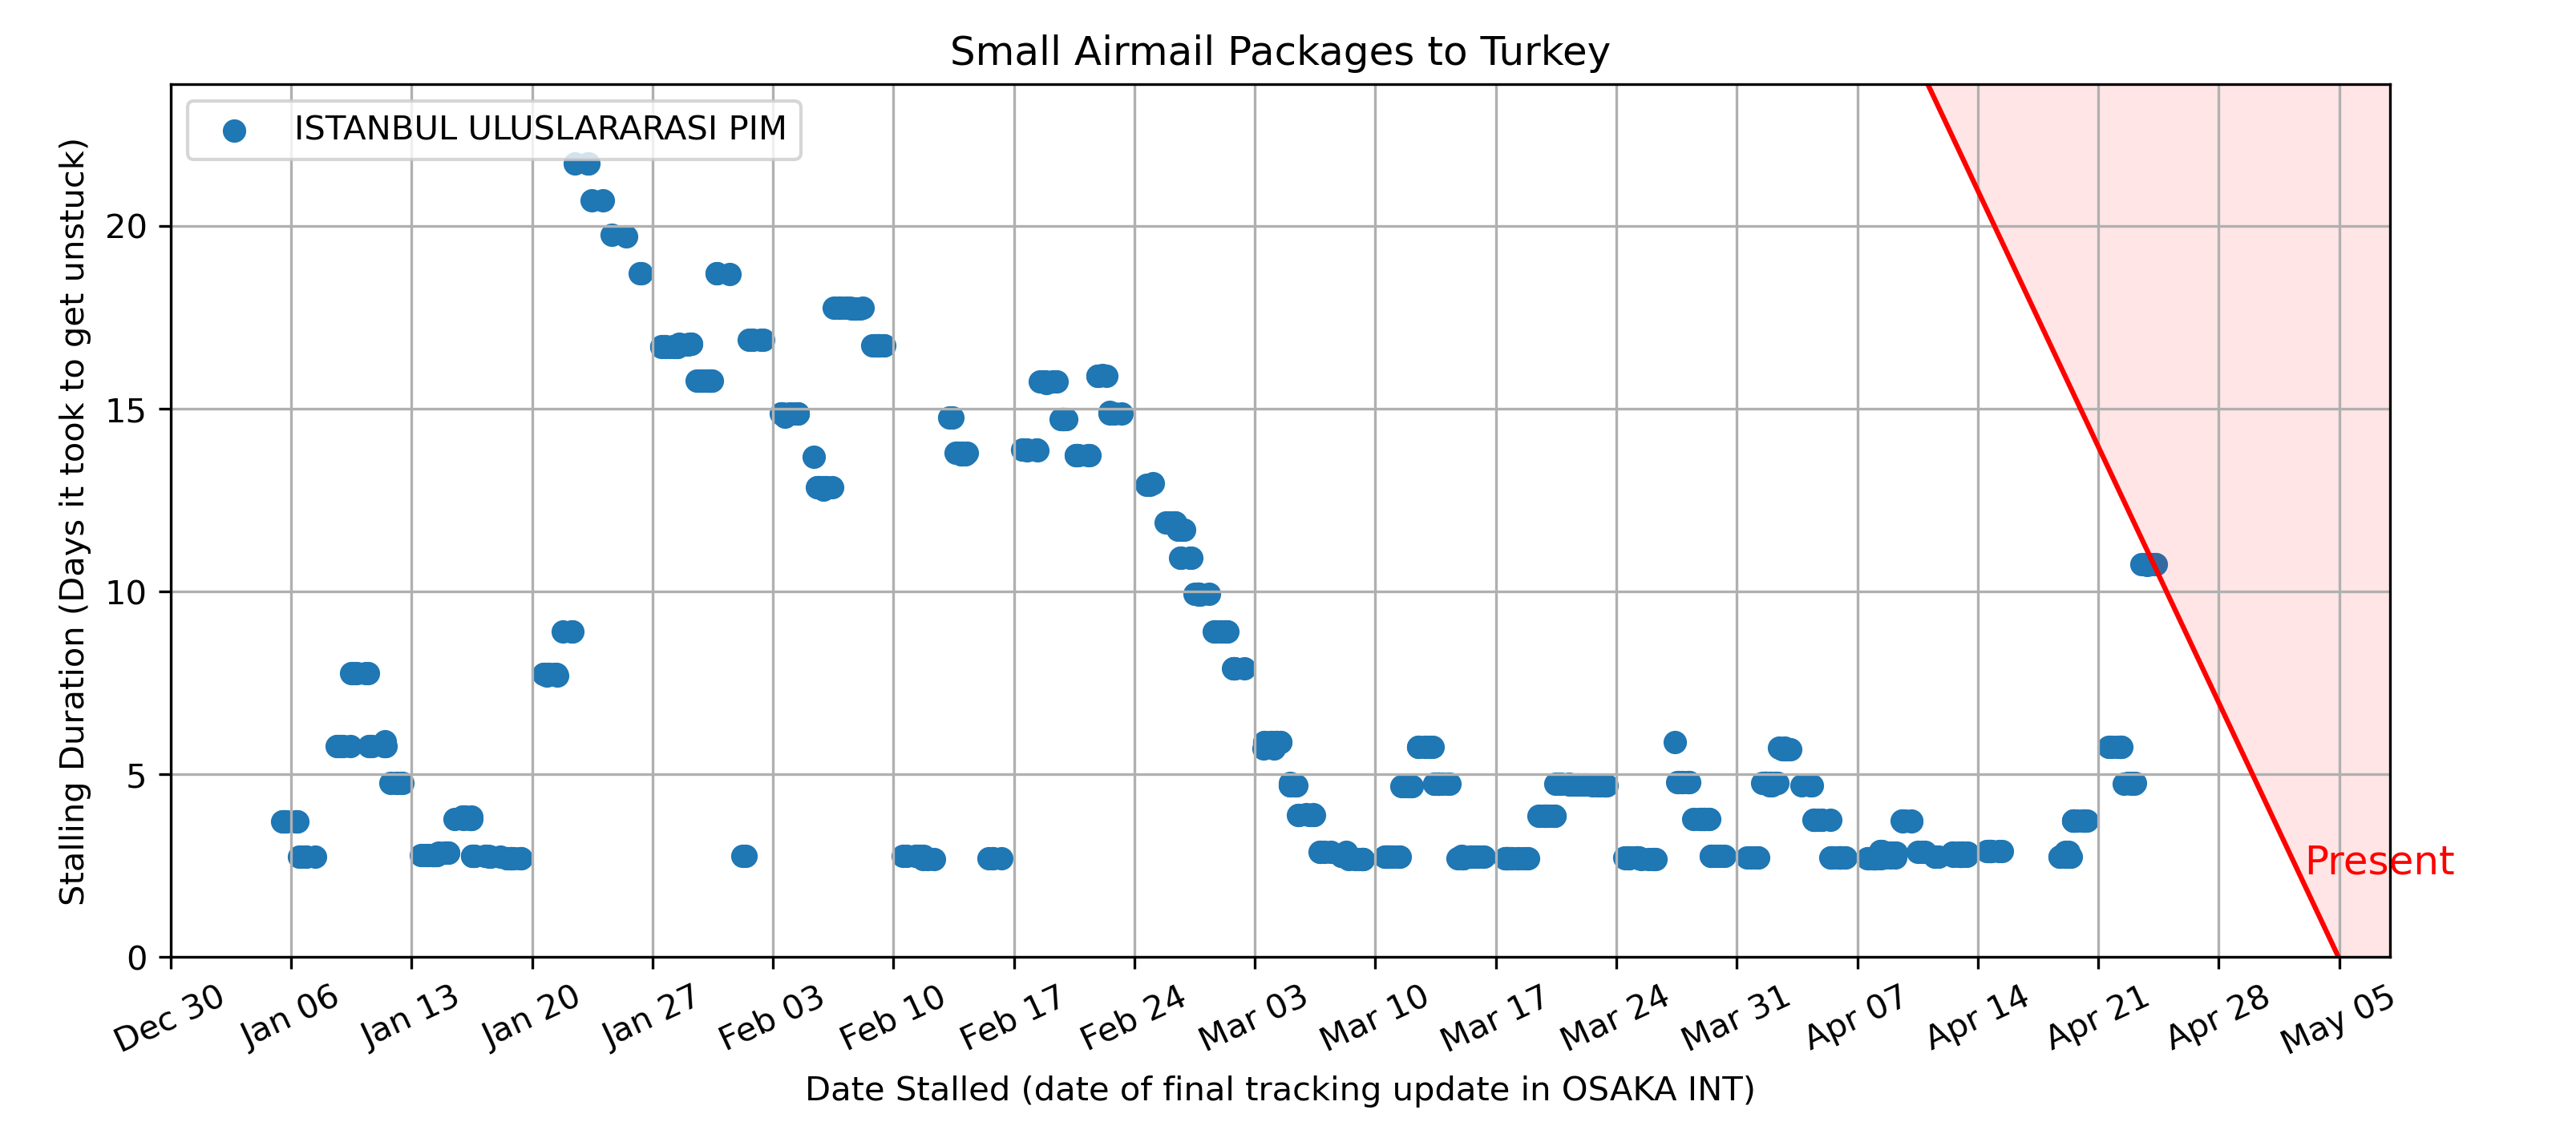 Small Airmail Packages to Turkey
ISTANBUL ULUSLARARASI PIM
Stalling Duration (Days it took to get unstuck)
20
15
10
5
0
Present
Dec 30
Jan 06
Jan 13
Jan 20
Jan 27
Feb 03
Feb 10
Feb 17
Feb 24
Mar 03
Mar 10
Mar 17
Mar 24
Mar 31
Apr 07
Apr 14
Apr 21
Apr 28
May 05
Date Stalled (date of final tracking update in OSAKA INT)